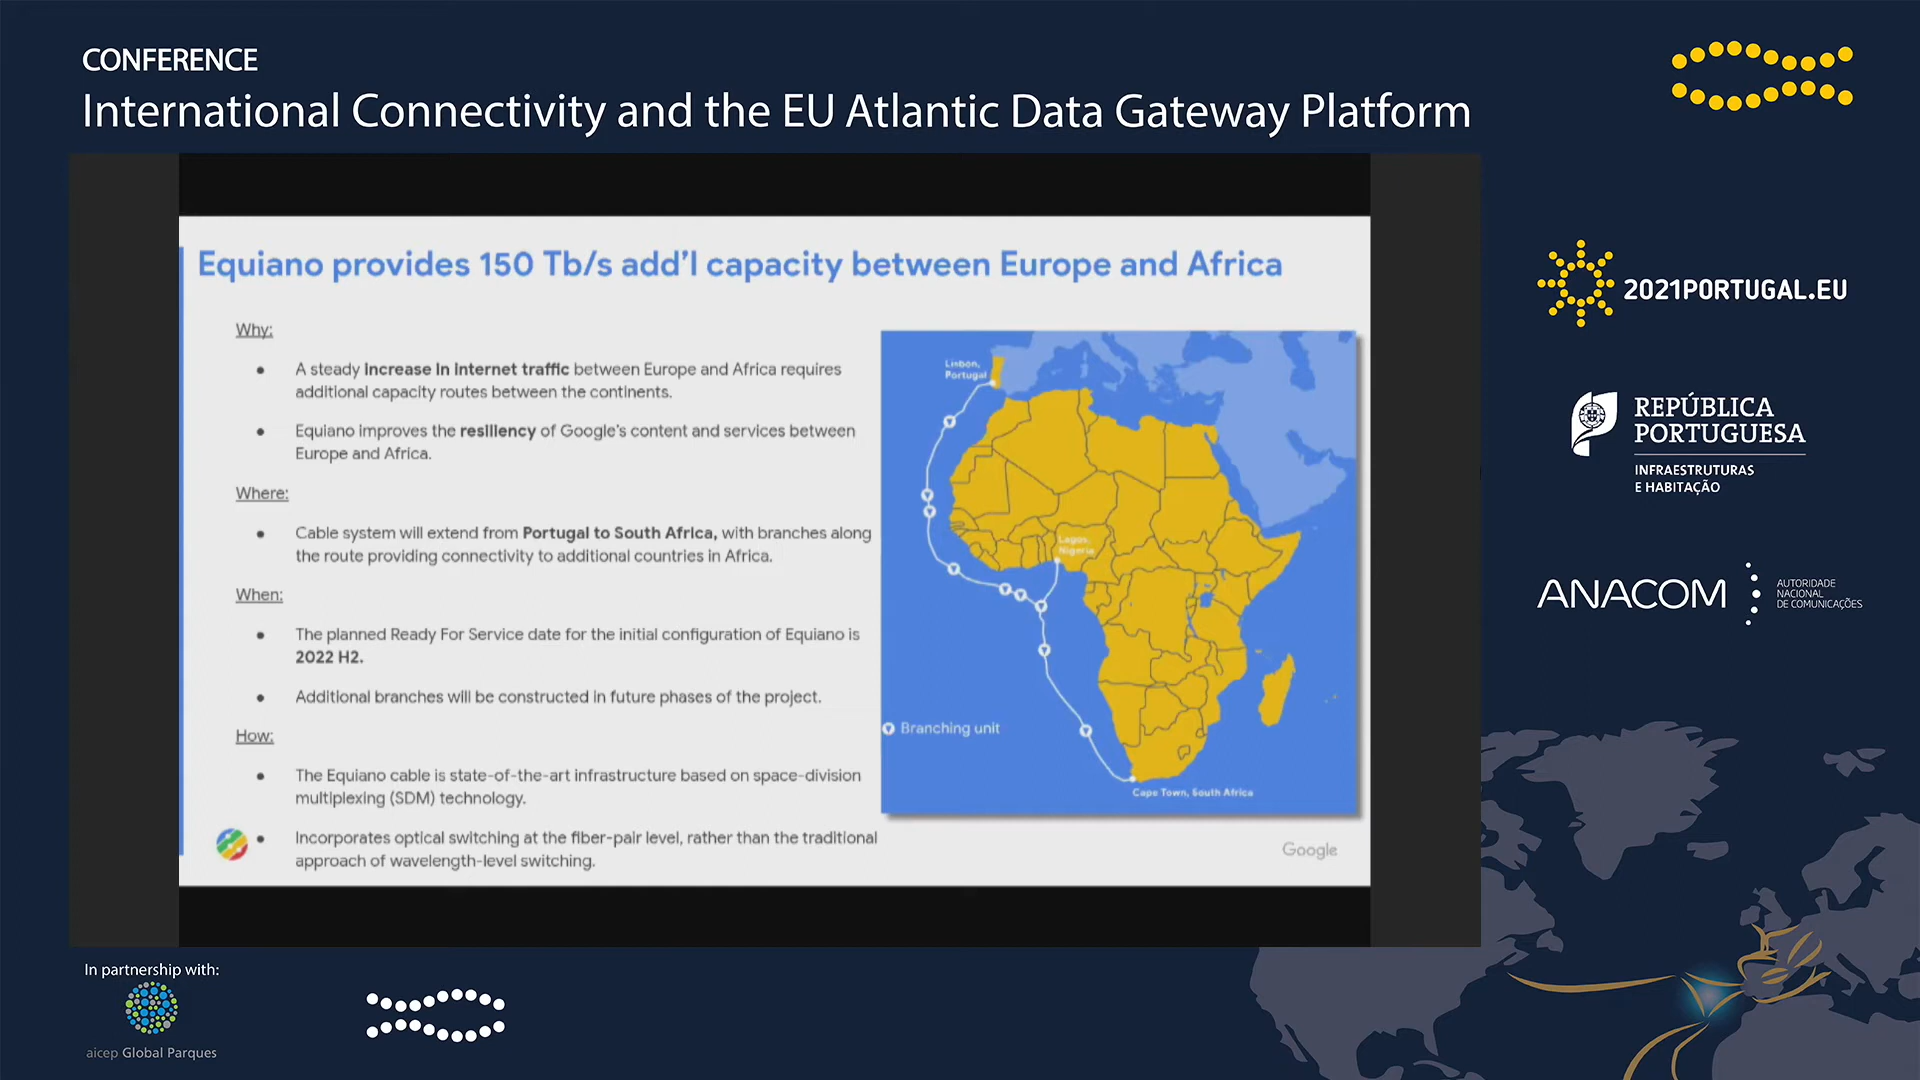 CONFERENCE
International Connectivity and the EU Atlantic Data Gateway Platform
Equiano provides 150 Tb/s add'l capacity between Europe and Africa
Why:
● A steady increase in internet traffic between Europe and Africa requires
additional capacity routes between the continents.
● Equiano improves the resiliency of Google's content and services between
Europe and Africa.
Where:
● Cable system will extend from Portugal to South Africa, with branches along
the route providing connectivity to additional countries in Africa.
When:
● The planned Ready For Service date for the initial configuration of Equiano is
2022 H2.
● Additional branches will be constructed in future phases of the project.
How:
● The Equiano cable is state-of-the-art infrastructure based on space-division
multiplexing (SDM) technology.
● Incorporates optical switching at the fiber-pair level, rather than the traditional
approach of wavelength-level switching.
Lisbon,
Portugal
Lagos,
Nigeria
Branching unit
Cape Town, South Africa
Google
2021PORTUGAL.EU
REPÚBLICA
PORTUGUESA
INFRAESTRUTURAS
E HABITAÇÃO
ANACOM
AUTORIDADE
NACIONAL
DE COMUNICAÇÕES
In partnership with:
aicep Global Parques